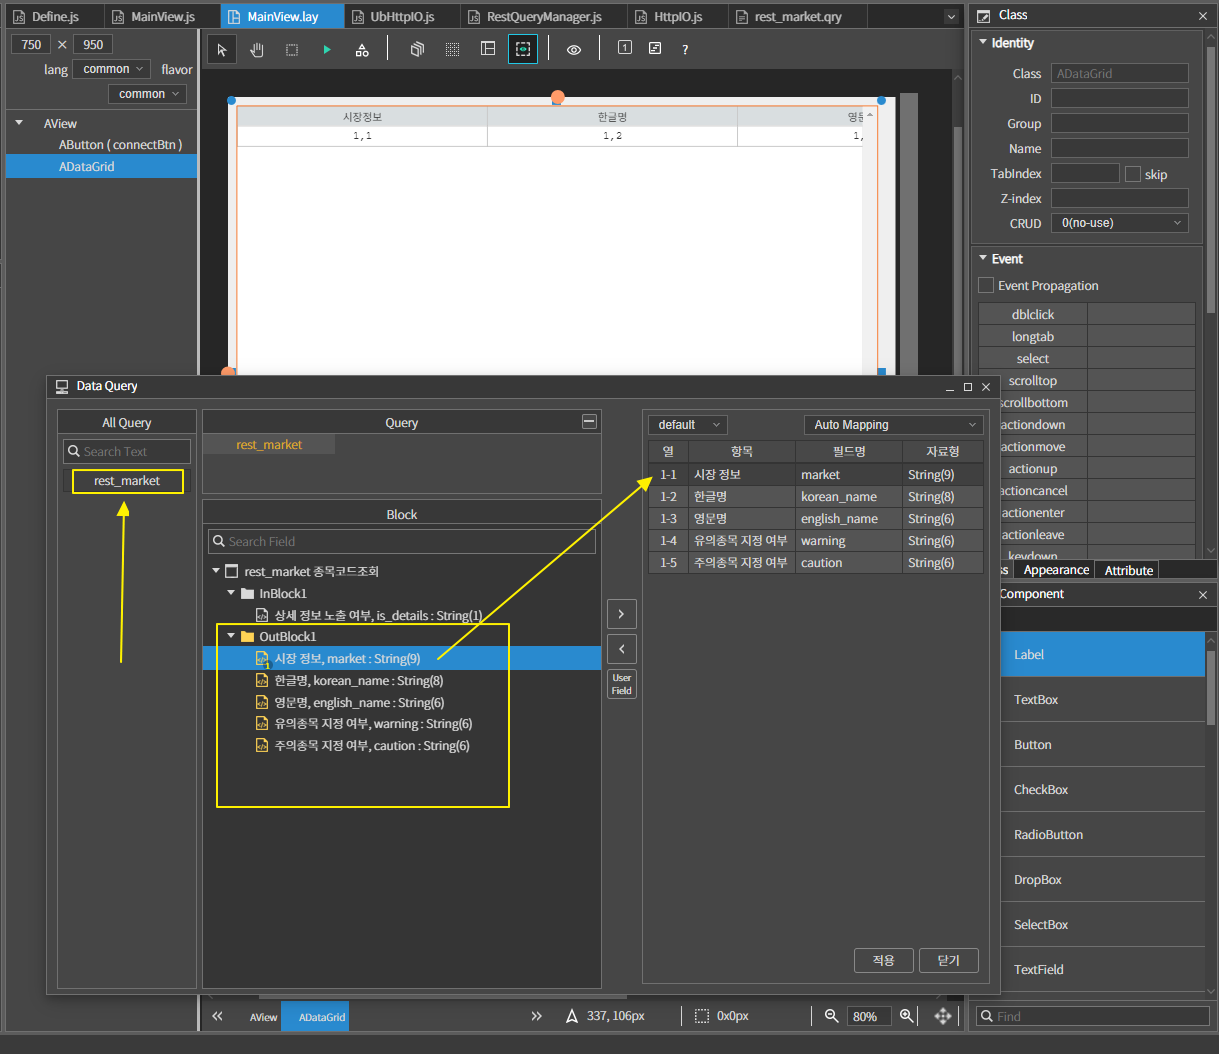 Define.js MainView.js MainView.lay UbHttpIO.js RestQueryManager.js HttpIO.js rest_market.qry
750 × 950
lang common flavor
common
AView
AButton ( connectBtn )
ADataGrid
1 ?
시장정보 한글명
1,1 1,2 1,
Class
Identity
Class ADataGrid
ID
Group
Name
TabIndex skip
Z-index
CRUD 0(no-use)
Event
Event Propagation
dblclick
longtab
select
scrolltop
scrollbottom
actiondown
actionmove
actionup
actioncancel
actionenter
actionleave
keydown
Appearance Attribute
Component
Label
TextBox
Button
CheckBox
RadioButton
DropBox
SelectBox
TextField
Find
Data Query
All Query
Search Text
rest_market
Query
rest_market
Block
Search Field
rest_market 종목코드조회
InBlock1
상세 정보 노출 여부, is_details : String(1)
OutBlock1
시장 정보, market : String(9)
1
한글명, korean_name : String(8)
영문명, english_name : String(6)
유의종목 지정 여부, warning : String(6)
주의종목 지정 여부, caution : String(6)
>
<
User
Field
default Auto Mapping
열 항목 필드명 자료형
1-1 시장 정보 market String(9)
1-2 한글명 korean_name String(8)
1-3 영문명 english_name String(6)
1-4 유의종목 지정 여부 warning String(6)
1-5 주의종목 지정 여부 caution String(6)
적용 닫기
AView ADataGrid 337, 106px 0x0px 80%